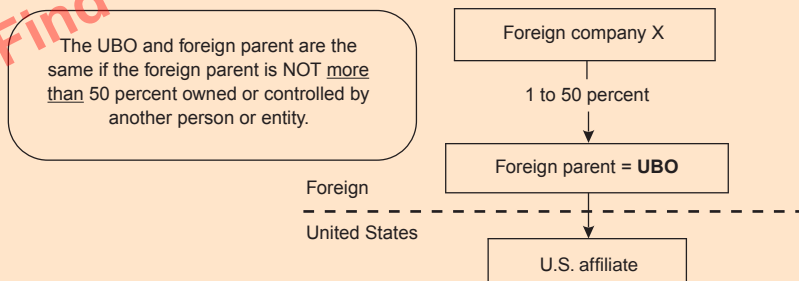 Find
The UBO and foreign parent are the
same if the foreign parent is NOT more
than 50 percent owned or controlled by
another person or entity.
Foreign company X
1 to 50 percent
Foreign parent = UBO
Foreign
United States
U.S. affiliate